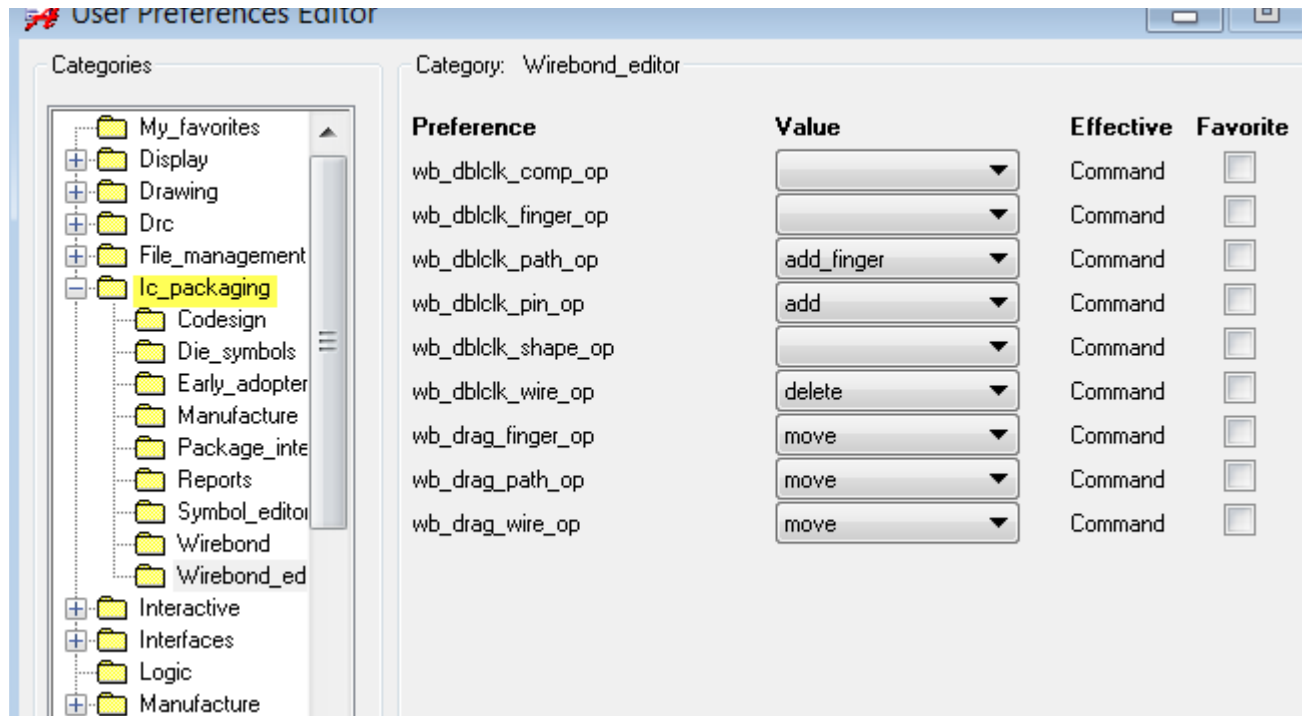 User Preferences Editor
Categories
My_favorites
Display
Drawing
Drc
File_management
Ic_packaging
Codesign
Die_symbols
Early_adopter
Manufacture
Package_inte
Reports
Symbol_editor
Wirebond
Wirebond_ed
Interactive
Interfaces
Logic
Manufacture
Category: Wirebond_editor
Preference Value Effective Favorite
wb_dblclk_comp_op Command
wb_dblclk_finger_op Command
wb_dblclk_path_op add_finger Command
wb_dblclk_pin_op add Command
wb_dblclk_shape_op Command
wb_dblclk_wire_op delete Command
wb_drag_finger_op move Command
wb_drag_path_op move Command
wb_drag_wire_op move Command